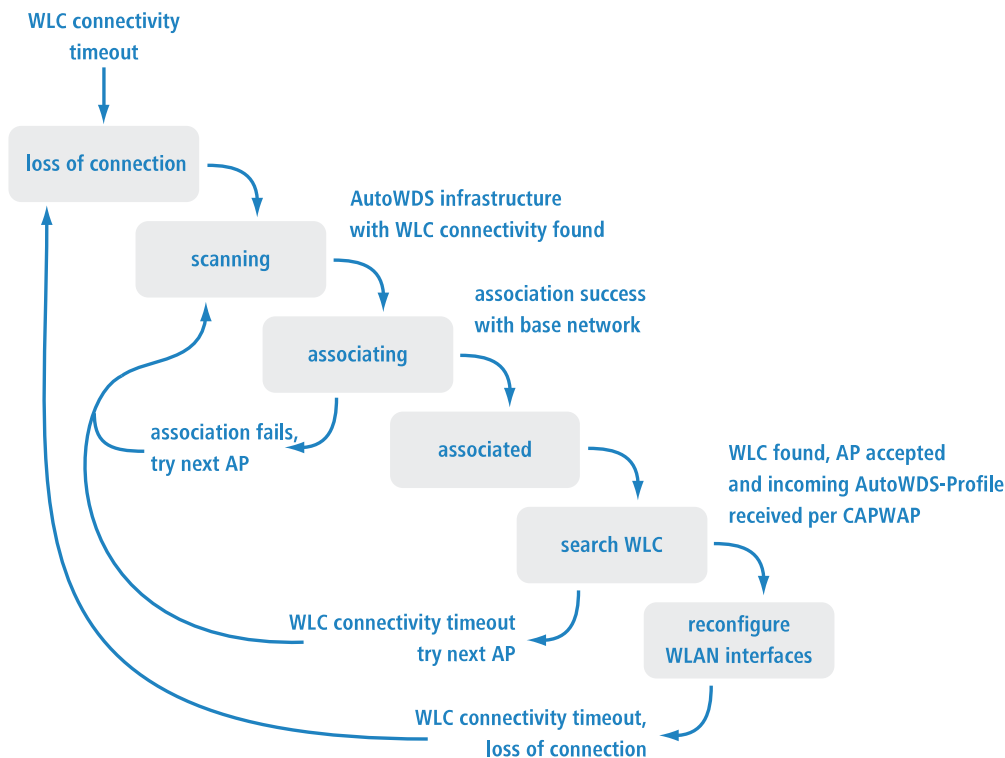 WLC connectivity
timeout
loss of connection
AutoWDS infrastructure
with WLC connectivity found
scanning
association success
with base network
associating
association fails,
try next AP
associated
WLC found, AP accepted
and incoming AutoWDS-Profile
received per CAPWAP
search WLC
WLC connectivity timeout
try next AP
reconfigure
WLAN interfaces
WLC connectivity timeout,
loss of connection